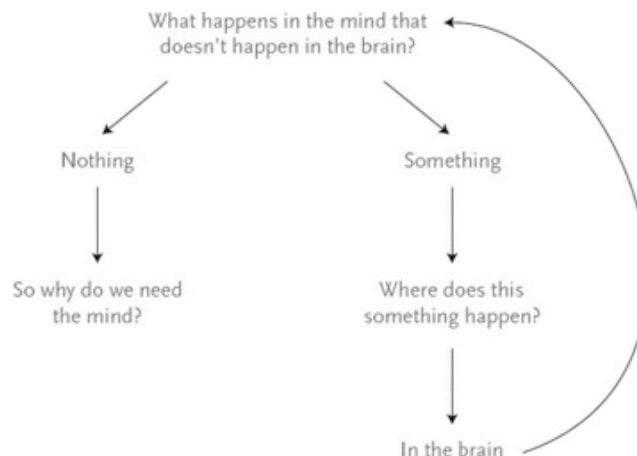 What happens in the mind that
doesn't happen in the brain?
Nothing
Something
So why do we need
the mind?
Where does this
something happen?
In the brain